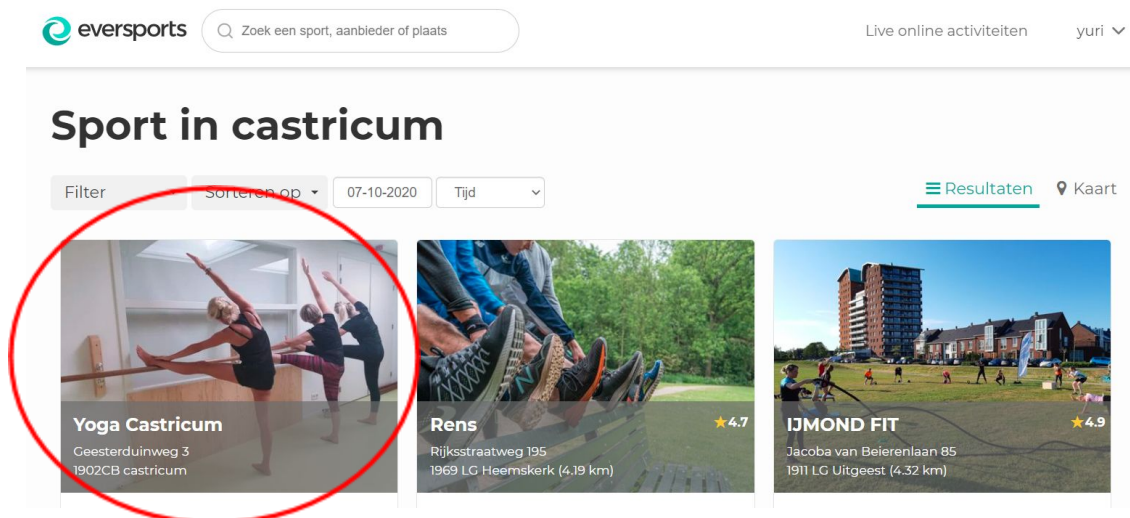 eversports
Zoek een sport, aanbieder of plaats
Live online activiteiten
yuri
Sport in castricum
Filter
Sorteren op
07-10-2020
Tijd
Resultaten
Kaart
Yoga Castricum
Geesterduinweg 3
1902CB castricum
Rens
4.7
Rijksstraatweg 195
1969 LG Heemskerk (4.19 km)
IJMOND FIT
4.9
Jacoba van Beierenlaan 85
1911 LG Uitgeest (4.32 km)